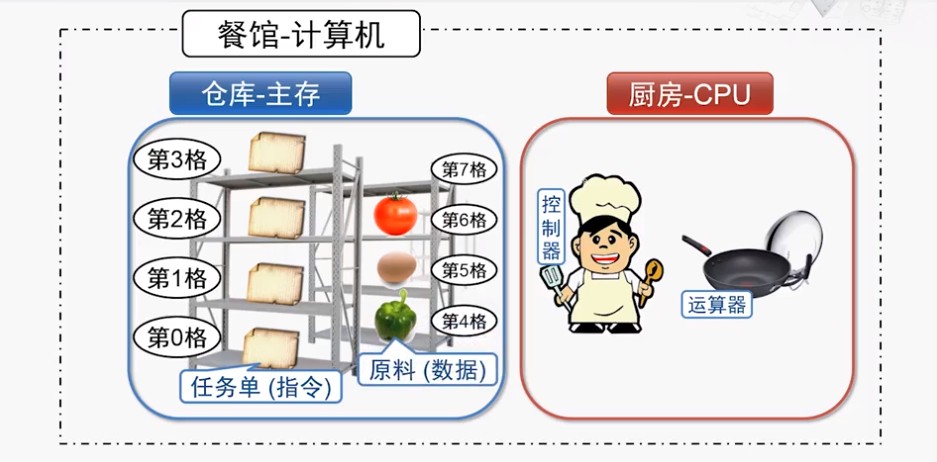 餐馆-计算机
仓库-主存
厨房-CPU
第3格
第2格
第1格
第0格
第7格
第6格
第5格
第4格
任务单 (指令)
原料 (数据)
控制器
运算器